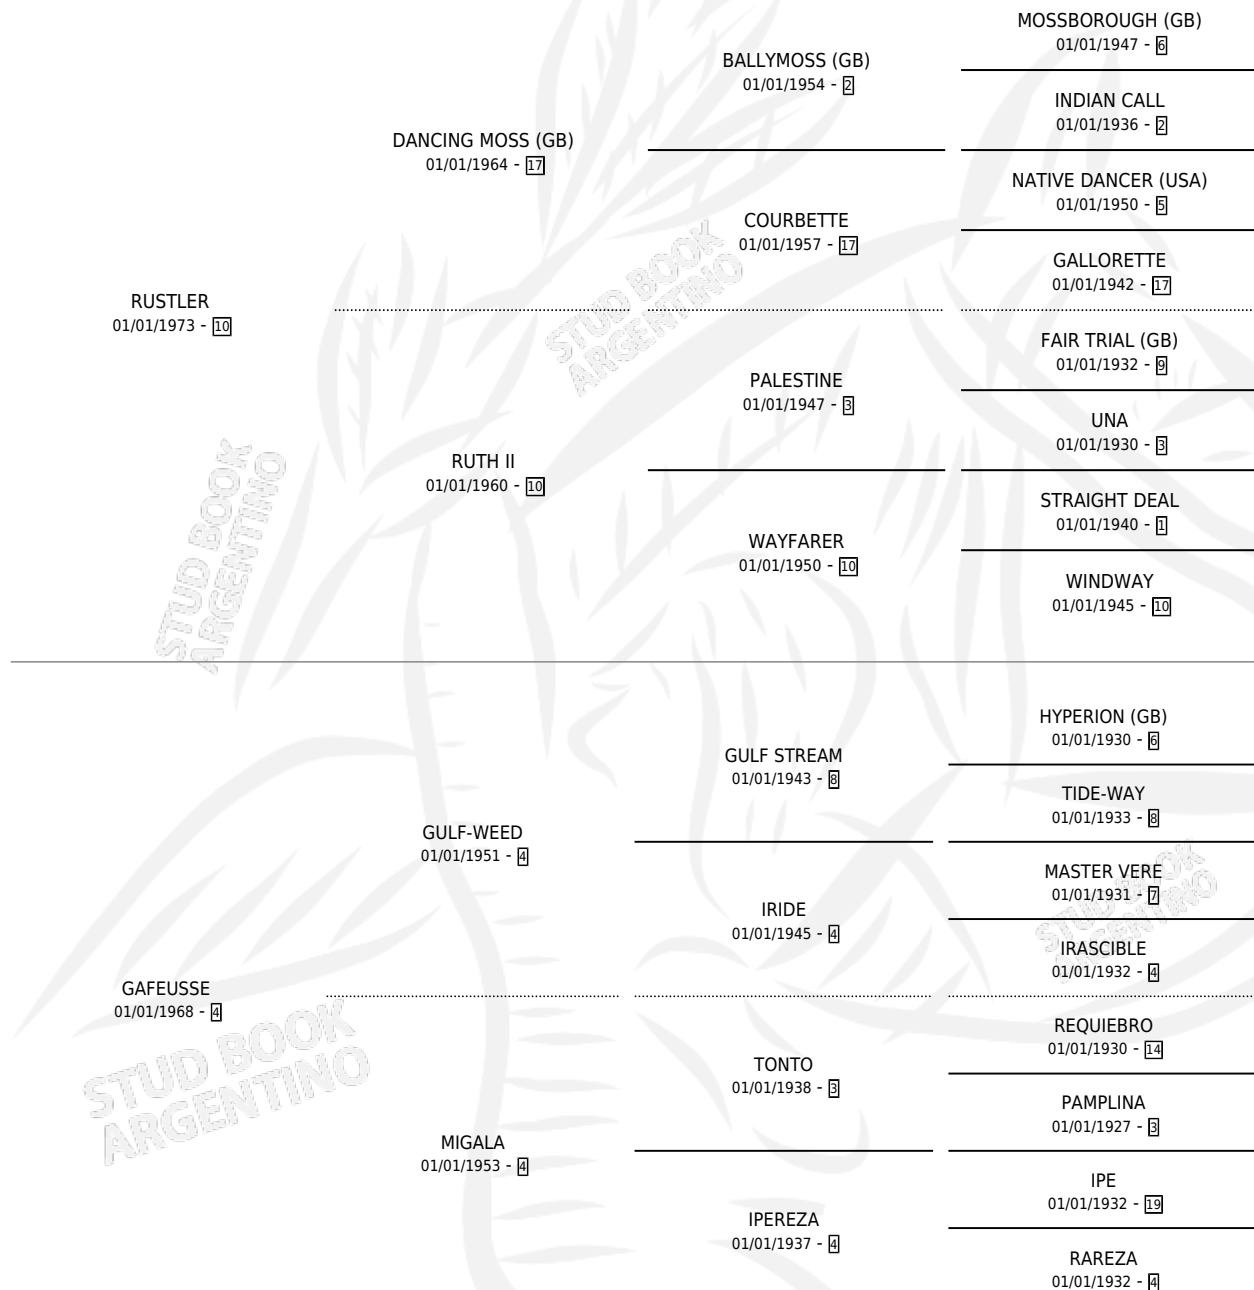 MOSSBOROUGH (GB)
01/01/1947 - 6
BALLYMOSS (GB)
01/01/1954 - 2
INDIAN CALL
01/01/1936 - 2
DANCING MOSS (GB)
01/01/1964 - 17
NATIVE DANCER (USA)
01/01/1950 - 5
COURBETTE
01/01/1957 - 17
GALLORETTE
01/01/1942 - 17
RUSTLER
01/01/1973 - 10
FAIR TRIAL (GB)
01/01/1932 - 9
PALESTINE
01/01/1947 - 3
UNA
01/01/1930 - 3
RUTH II
01/01/1960 - 10
STRAIGHT DEAL
01/01/1940 - 1
WAYFARER
01/01/1950 - 10
WINDWAY
01/01/1945 - 10
HYPERION (GB)
01/01/1930 - 6
GULF STREAM
01/01/1943 - 8
TIDE-WAY
01/01/1933 - 8
GULF-WEED
01/01/1951 - 4
MASTER VERE
01/01/1931 - 7
IRIDE
01/01/1945 - 4
IRASCIBLE
01/01/1932 - 4
GAFEUSSE
01/01/1968 - 4
REQUIEBRO
01/01/1930 - 14
TONTO
01/01/1938 - 3
PAMPLINA
01/01/1927 - 3
MIGALA
01/01/1953 - 4
IPE
01/01/1932 - 19
IPEREZA
01/01/1937 - 4
RAREZA
01/01/1932 - 4
STUD BOOK
ARGENTINO
STUD BOOK
ARGENTINO
STUD BOOK
ARGENTINO
STUD BOOK
ARGENTINO